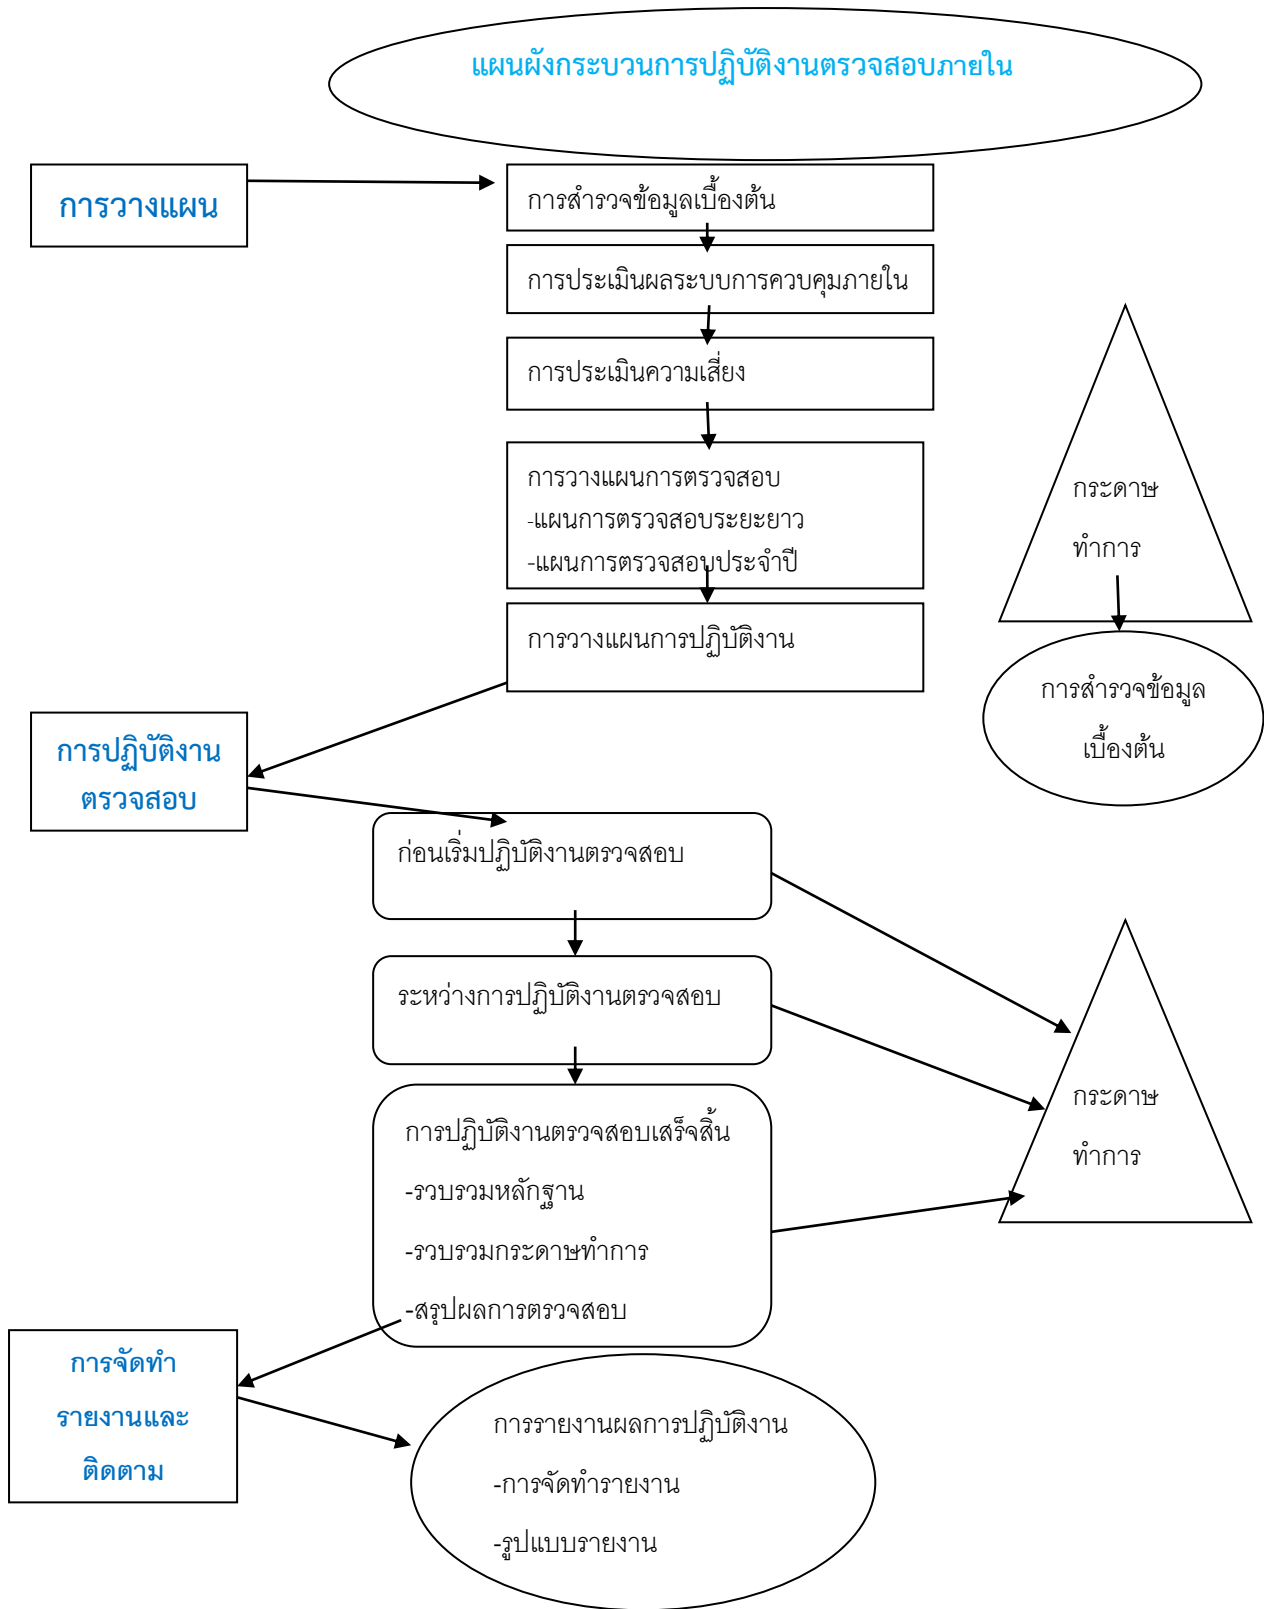 แผนผังกระบวนการปฏิบัติงานตรวจสอบภายใน
การวางแผน
การสำรวจข้อมูลเบื้องต้น
การประเมินผลระบบการควบคุมภายใน
การประเมินความเสี่ยง
การวางแผนการตรวจสอบ
-แผนการตรวจสอบระยะยาว
-แผนการตรวจสอบประจำปี
การวางแผนการปฏิบัติงาน
กระดาษ
ทำการ
การสำรวจข้อมูล
เบื้องต้น
การปฏิบัติงาน
ตรวจสอบ
ก่อนเริ่มปฏิบัติงานตรวจสอบ
ระหว่างการปฏิบัติงานตรวจสอบ
การปฏิบัติงานตรวจสอบเสร็จสิ้น
-รวบรวมหลักฐาน
-รวบรวมกระดาษทำการ
-สรุปผลการตรวจสอบ
กระดาษ
ทำการ
การจัดทำ
รายงานและ
ติดตาม
การรายงานผลการปฏิบัติงาน
-การจัดทำรายงาน
-รูปแบบรายงาน